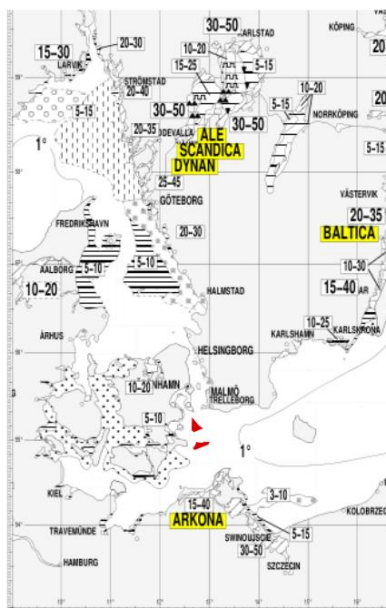 30-50
KARLSTAD
KÖPING
20-30
15-30
10-20
LARVIK
15-25
5-15
20
STRÖMSTAD
10-20
20-40
30-50
5-15
5-15
NORRKÖPING
20-35
30-50
1°
ALE
SCANDICA
DYNAN
5-15
25-45
VÄSTERVIK
GÖTEBORG
20-35
FREDRIKSHAVN
BALTICA
20-30
AALBORG
5-10
5-10
10-30
10-20
15-40
AR
HALMSTAD
10-25
KARLSHAMN
KARLSKRONA
ÅRHUS
HELSINGBORG
10-20
NHAMN
MALMÖ
TRELLEBORG
5-10
1°
KIEL
15-40
3-10
ARKONA
KOLOBRZE
TRAVEMÜNDE
5-15
SWINOUJSCIE
30-50
HAMBURG
SZCZECIN